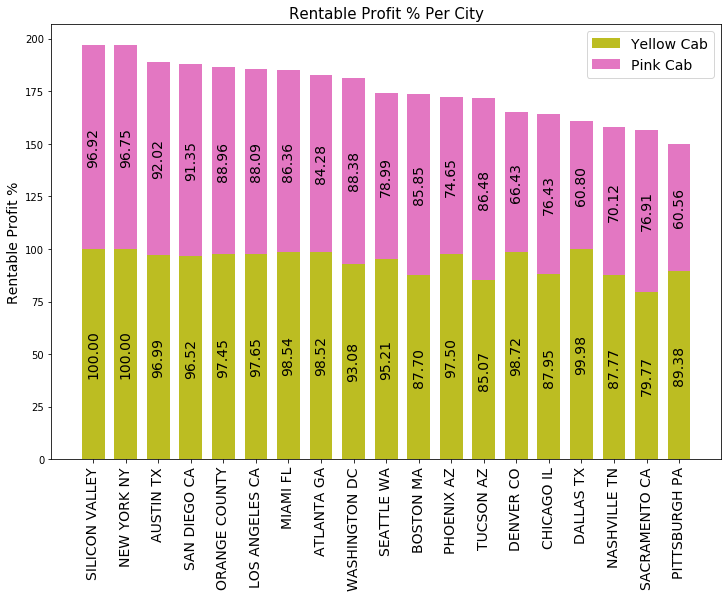 Rentable Profit % Per City
Yellow Cab
Pink Cab
Rentable Profit %
200
175
150
125
100
75
50
25
0
96.92
96.75
92.02
91.35
88.96
88.09
86.36
84.28
88.38
78.99
85.85
74.65
86.48
66.43
76.43
60.80
70.12
76.91
60.56
100.00
100.00
96.99
96.52
97.45
97.65
98.54
98.52
93.08
95.21
87.70
97.50
85.07
98.72
87.95
99.98
87.77
79.77
89.38
SILICON VALLEY
NEW YORK NY
AUSTIN TX
SAN DIEGO CA
ORANGE COUNTY
LOS ANGELES CA
MIAMI FL
ATLANTA GA
WASHINGTON DC
SEATTLE WA
BOSTON MA
PHOENIX AZ
TUCSON AZ
DENVER CO
CHICAGO IL
DALLAS TX
NASHVILLE TN
SACRAMENTO CA
PITTSBURGH PA